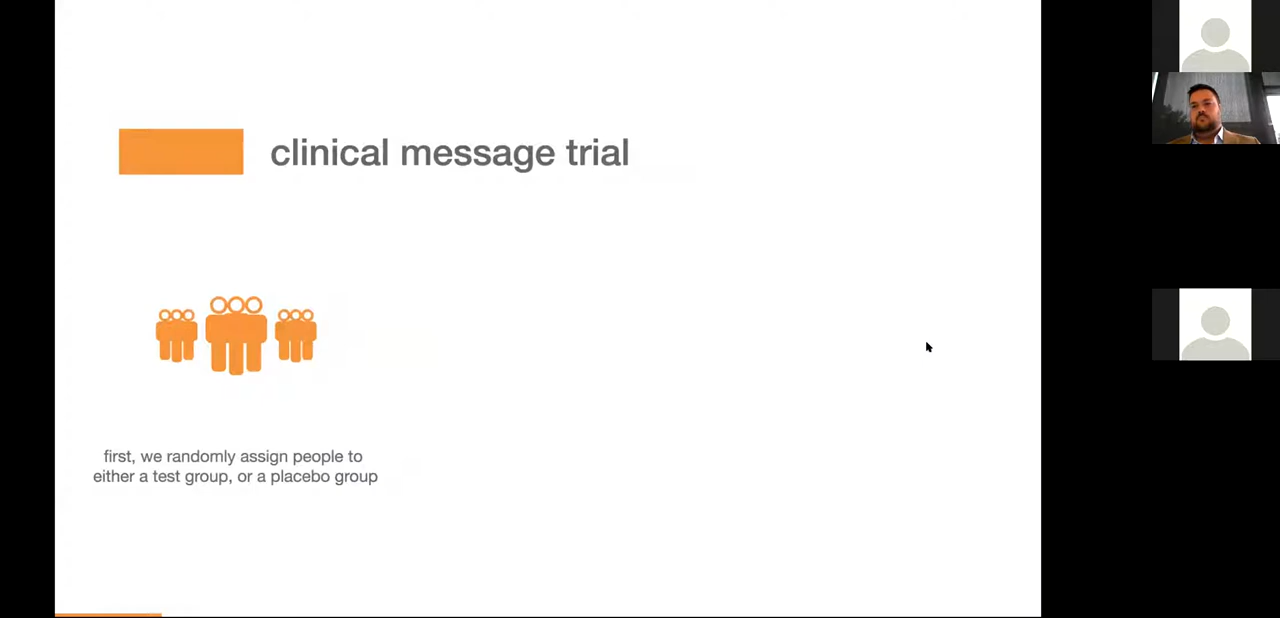 clinical message trial
first, we randomly assign people to
either a test group, or a placebo group